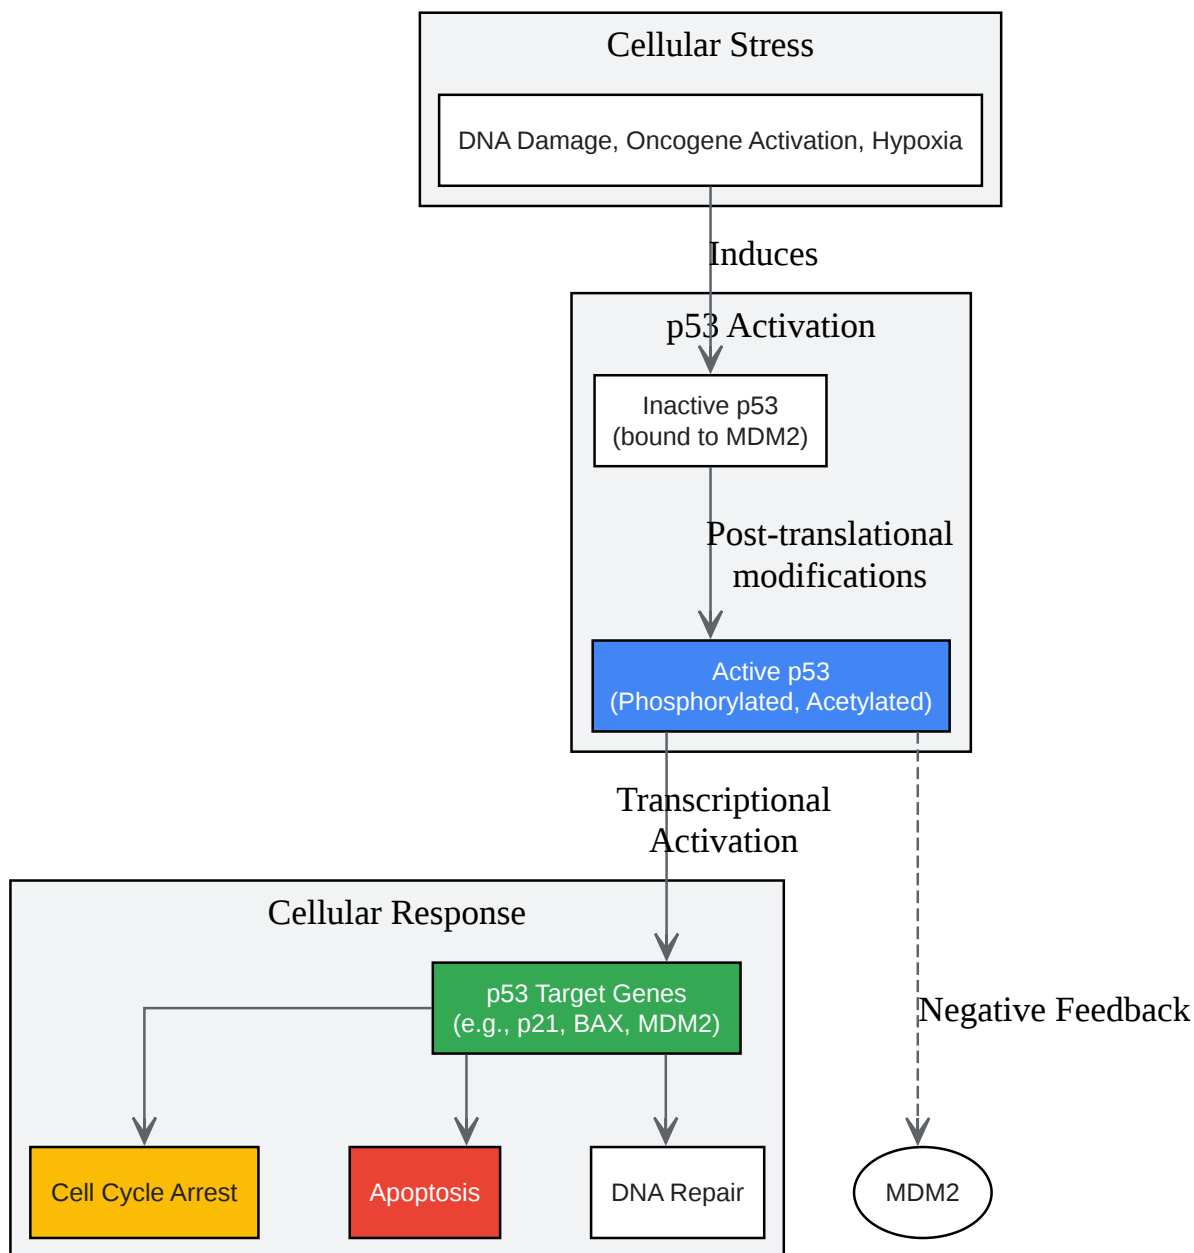 Cellular Stress
DNA Damage, Oncogene Activation, Hypoxia
Induces
p53 Activation
Inactive p53
(bound to MDM2)
Post-translational
modifications
Active p53
(Phosphorylated, Acetylated)
Transcriptional
Activation
Cellular Response
p53 Target Genes
(e.g., p21, BAX, MDM2)
Negative Feedback
Cell Cycle Arrest
Apoptosis
DNA Repair
MDM2